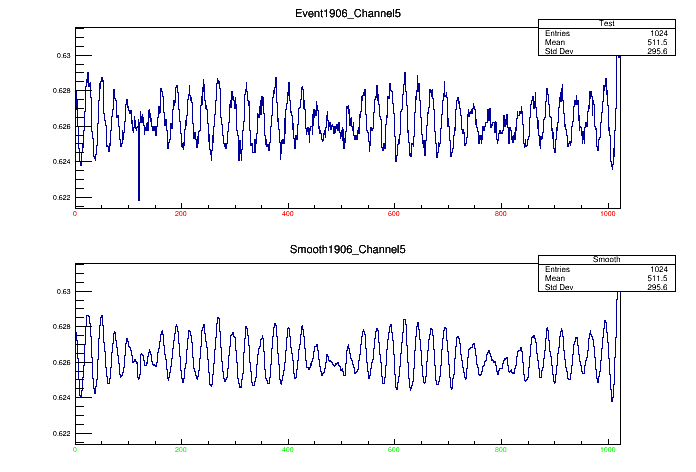 Event1906_Channel5
Test
Entries 1024
Mean 511.5
Std Dev 295.6
0.63
0.628
0.626
0.624
0.622
0 200 400 600 800 1000
Smooth1906_Channel5
Smooth
Entries 1024
Mean 511.5
Std Dev 295.6
0.63
0.628
0.626
0.624
0.622
0 200 400 600 800 1000